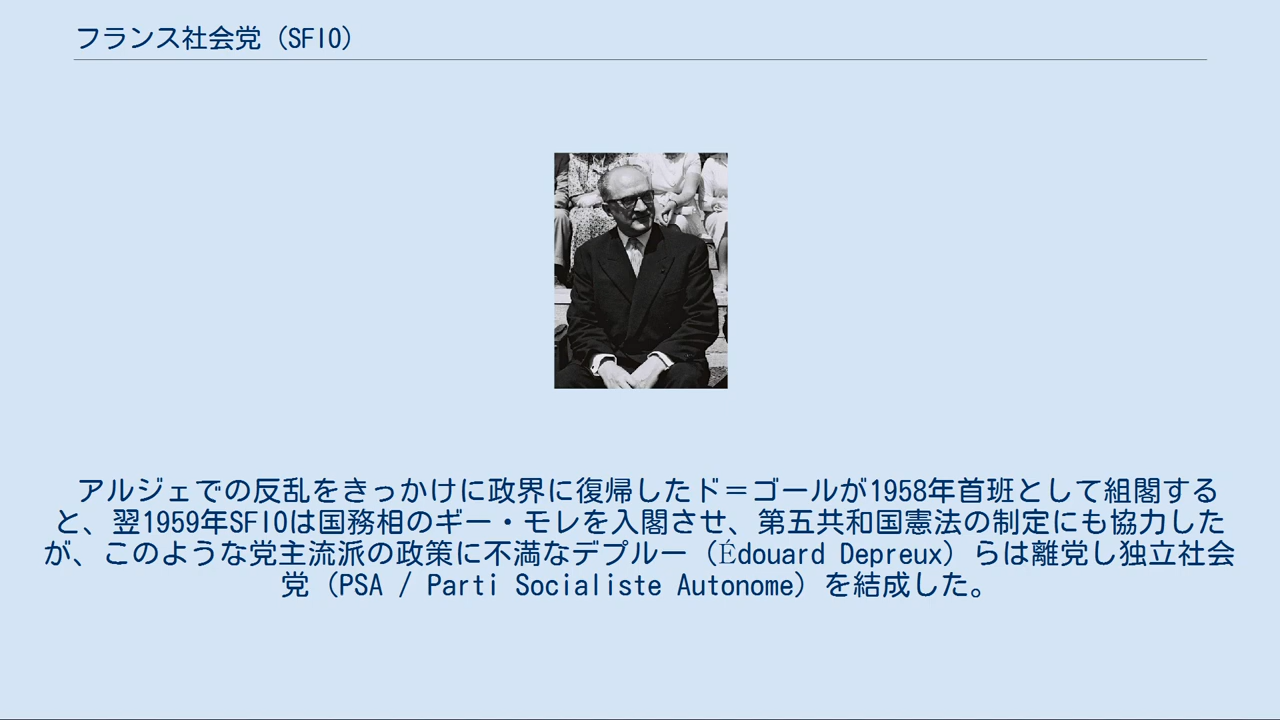 フランス社会党（SFIO）
アルジェでの反乱をきっかけに政界に復帰したド＝ゴールが1958年首班として組閣する
と、翌1959年SFIOは国務相のギー・モレを入閣させ、第五共和国憲法の制定にも協力した
が、このような党主流派の政策に不満なデプルー（Édouard Depreux）らは離党し独立社会
党（PSA / Parti Socialiste Autonome）を結成した。